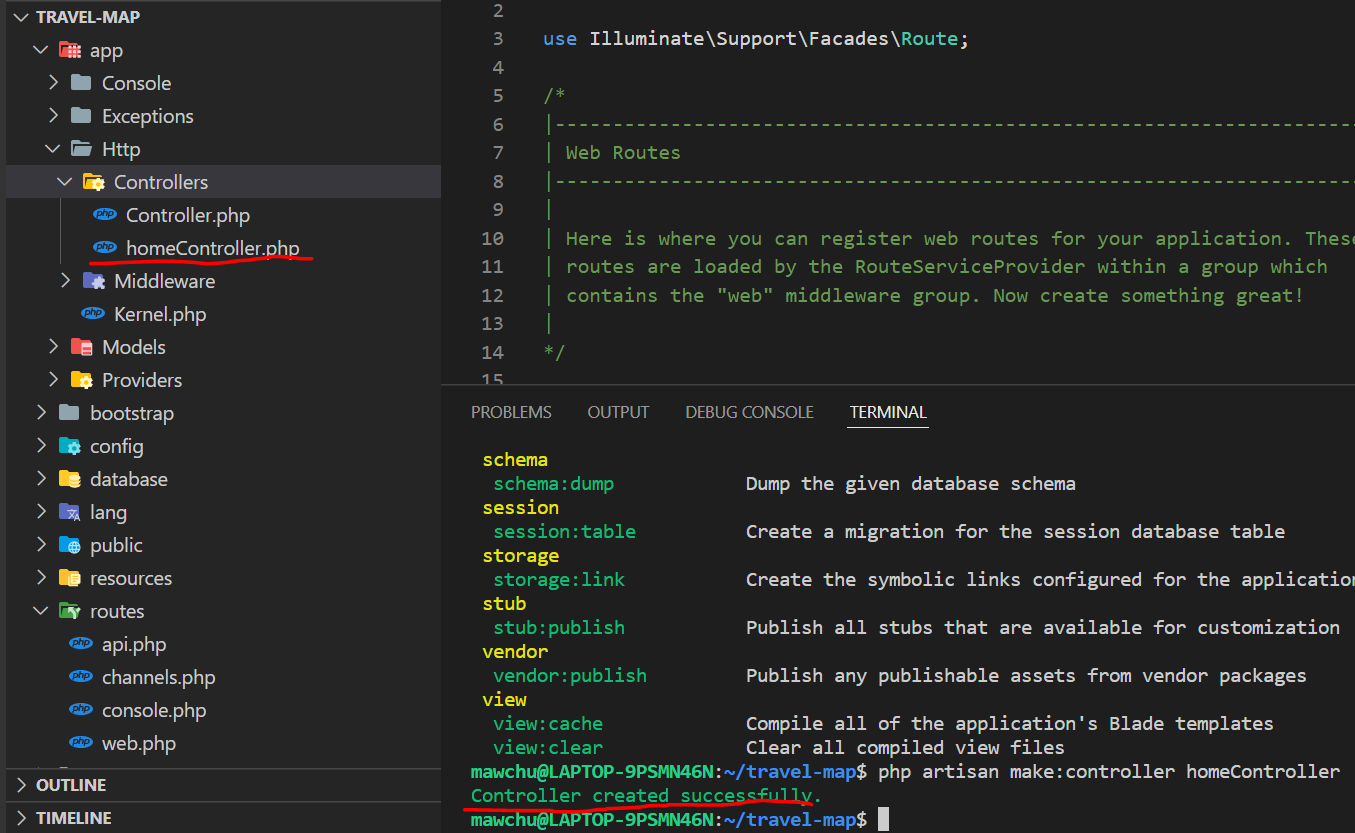 TRAVEL-MAP
app
Console
Exceptions
Http
Controllers
php Controller.php
php homeController.php
Middleware
php Kernel.php
Models
Providers
bootstrap
config
database
lang
public
resources
routes
php api.php
php channels.php
php console.php
php web.php
OUTLINE
TIMELINE
2
3 use Illuminate\Support\Facades\Route;
4
5 /*
6 |--------------------------------------------------------------------------
7 | Web Routes
8 |--------------------------------------------------------------------------
9 |
10 | Here is where you can register web routes for your application. These
11 | routes are loaded by the RouteServiceProvider within a group which
12 | contains the "web" middleware group. Now create something great!
13 |
14 */
15
PROBLEMS OUTPUT DEBUG CONSOLE TERMINAL
schema
schema:dump Dump the given database schema
session
session:table Create a migration for the session database table
storage
storage:link Create the symbolic links configured for the application
stub
stub:publish Publish all stubs that are available for customization
vendor
vendor:publish Publish any publishable assets from vendor packages
view
view:cache Compile all of the application's Blade templates
view:clear Clear all compiled view files
mawchu@LAPTOP-9PSMN46N:~/travel-map$ php artisan make:controller homeController
Controller created successfully.
mawchu@LAPTOP-9PSMN46N:~/travel-map$